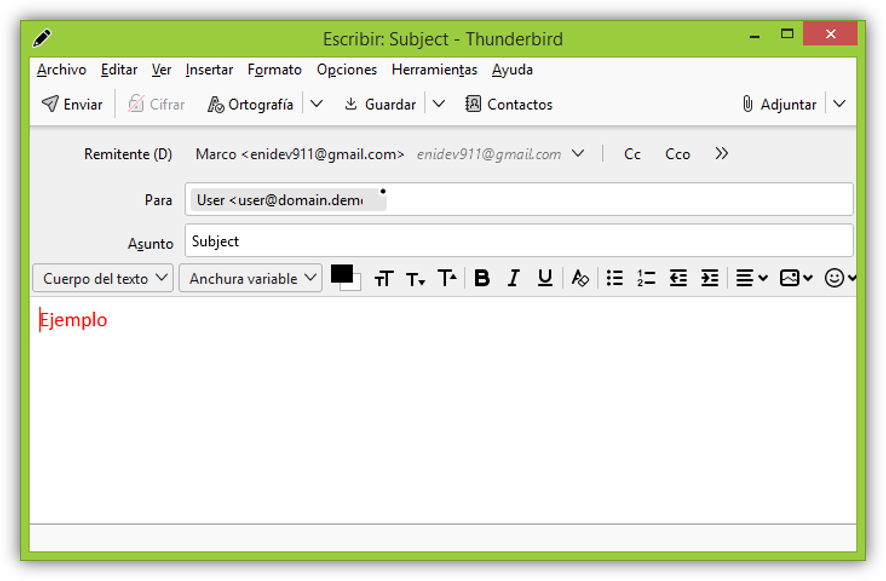 Escribir: Subject - Thunderbird
Archivo Editar Ver Insertar Formato Opciones Herramientas Ayuda
Enviar Cifrar Ortografía Guardar Contactos Adjuntar
Remitente (D) Marco <enidev911@gmail.com> enidev911@gmail.com Cc Cco
Para User <user@domain.demo
Asunto Subject
Cuerpo del texto Anchura variable
Ejemplo